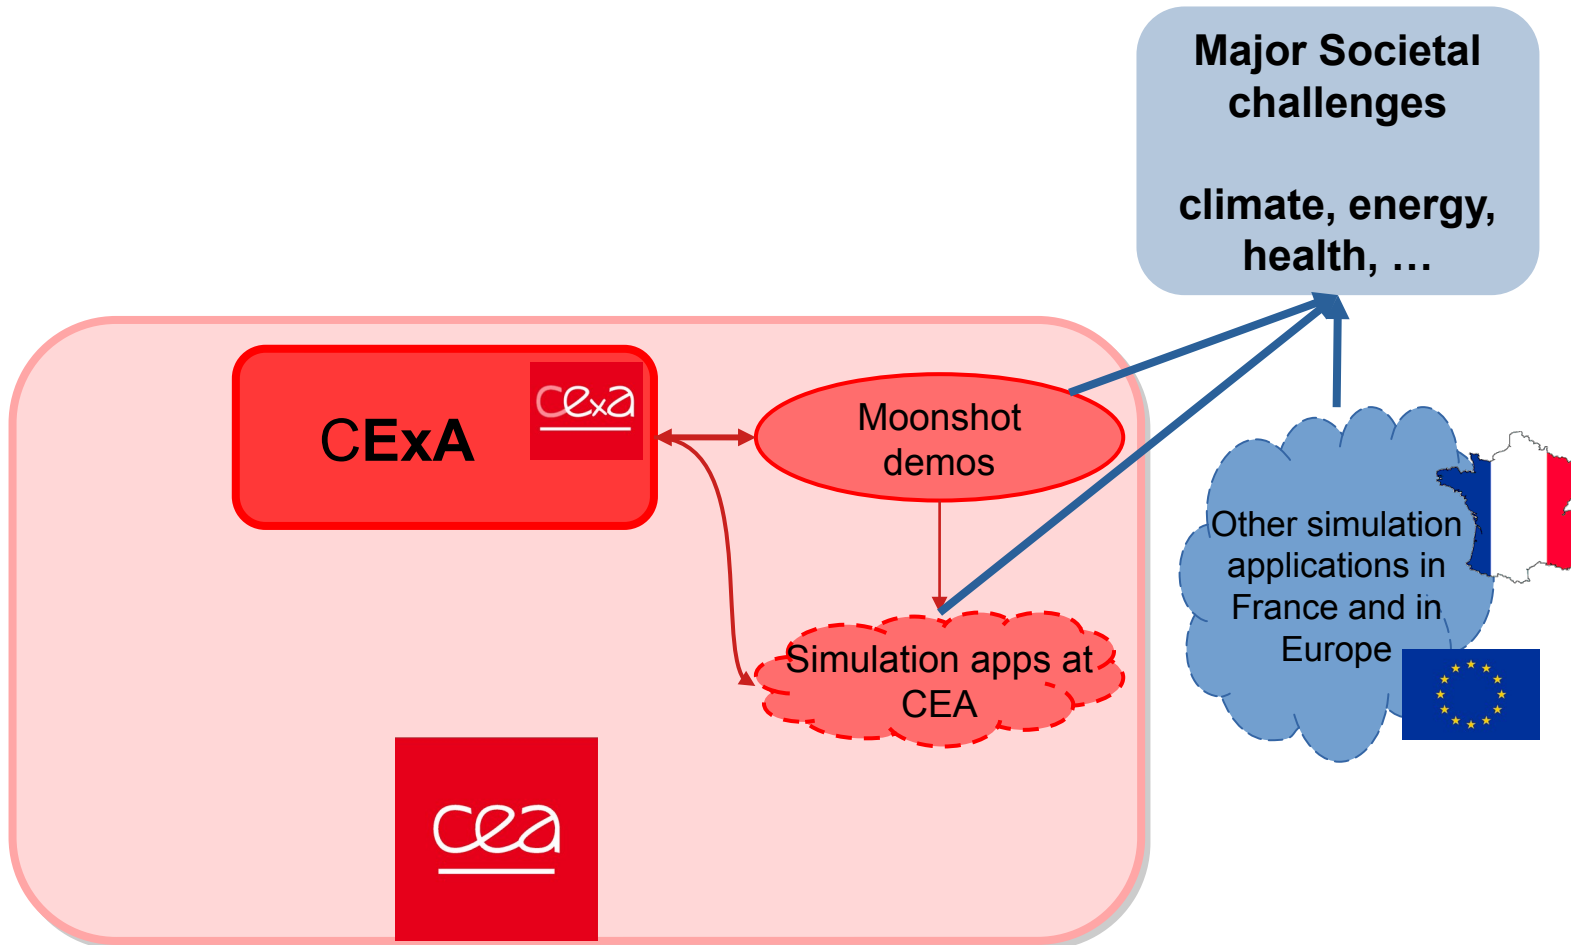 Major Societal
challenges
climate, energy,
health, …
CExA
cexa
Moonshot
demos
Other simulation
applications in
France and in
Europe
Simulation apps at
CEA
cea